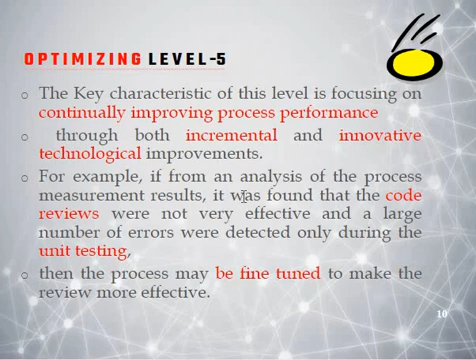 OPTIMIZING LEVEL-5
o The Key characteristic of this level is focusing on
continually improving process performance
o through both incremental and innovative
technological improvements.
o For example, if from an analysis of the process
measurement results, it was found that the code
reviews were not very effective and a large
number of errors were detected only during the
unit testing,
o then the process may be fine tuned to make the
review more effective.
10